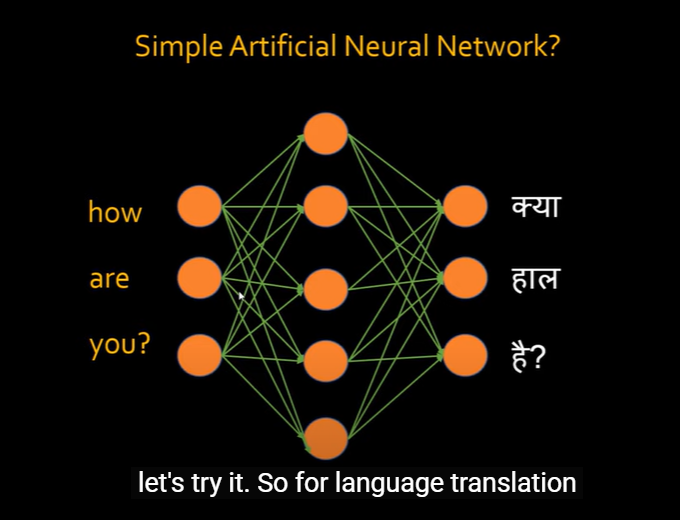 Simple Artificial Neural Network?
how
क्या
are
हाल
you?
है?
let's try it. So for language translation